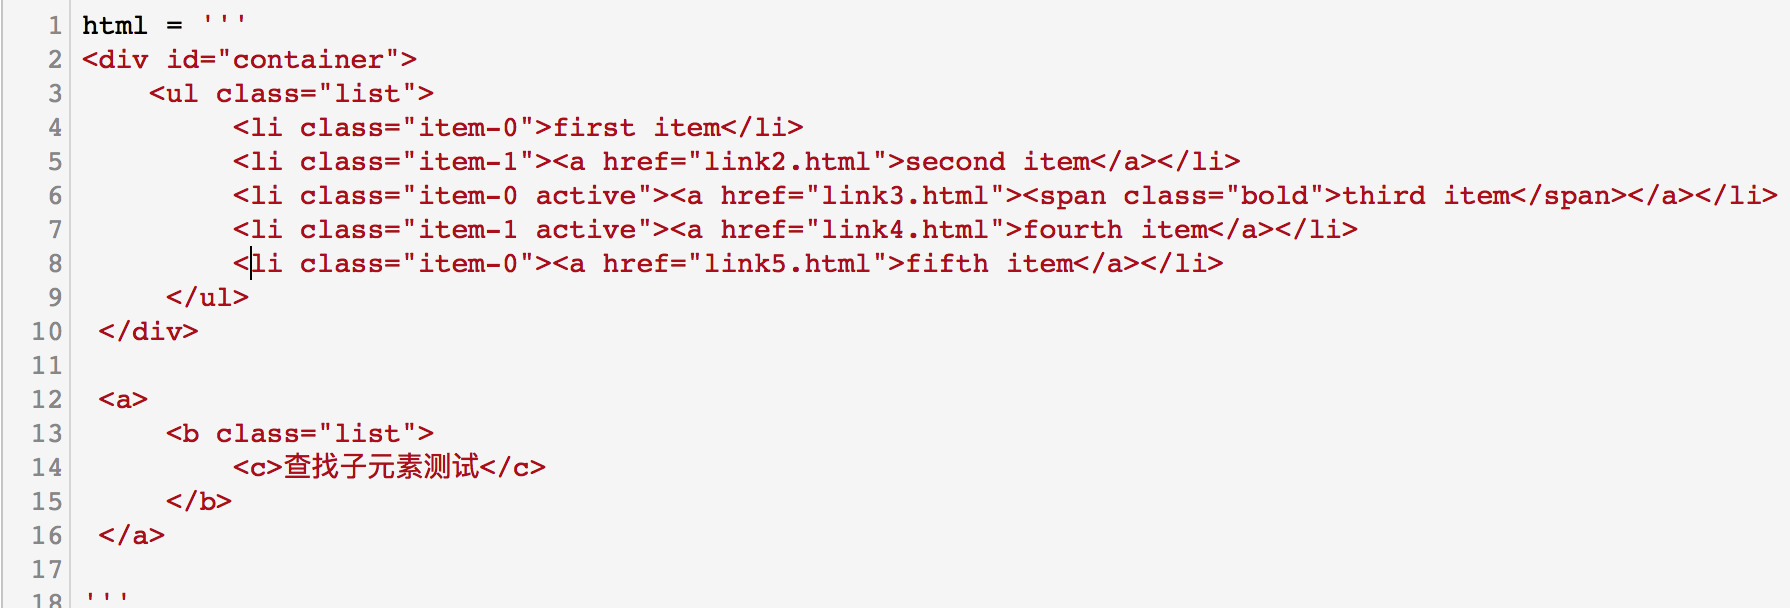 1 html = '''
2 <div id="container">
3     <ul class="list">
4          <li class="item-0">first item</li>
5          <li class="item-1"><a href="link2.html">second item</a></li>
6          <li class="item-0 active"><a href="link3.html"><span class="bold">third item</span></a></li>
7          <li class="item-1 active"><a href="link4.html">fourth item</a></li>
8          <li class="item-0"><a href="link5.html">fifth item</a></li>
9      </ul>
10  </div>
11
12  <a>
13      <b class="list">
14          <c>查找子元素测试</c>
15      </b>
16  </a>
17
18 '''